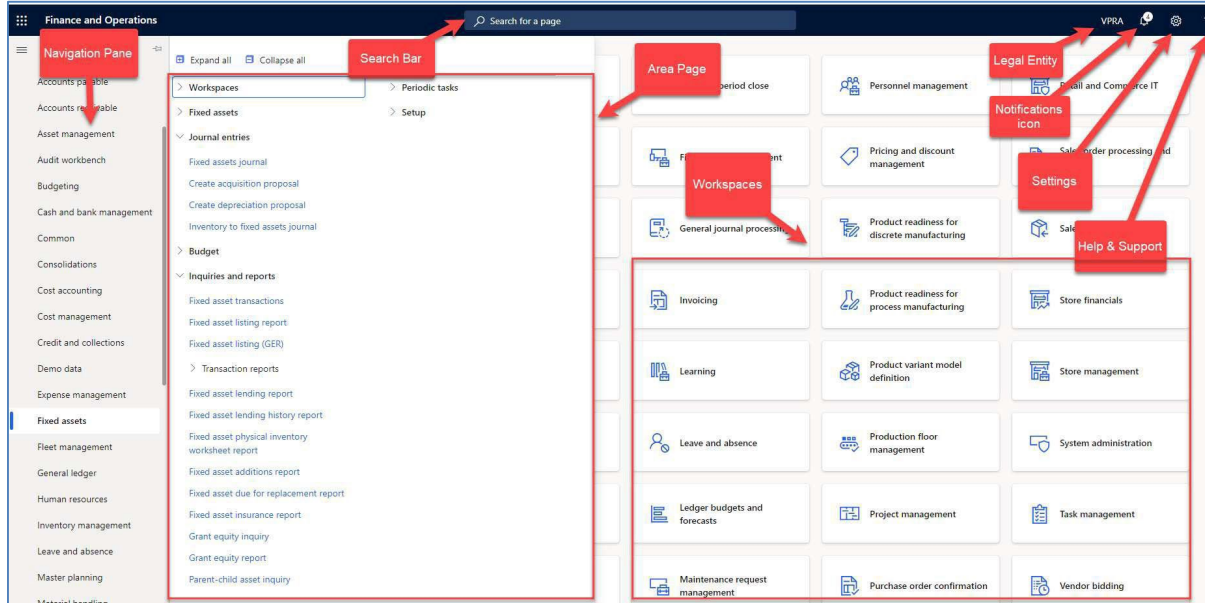 Finance and Operations
Search for a page
VPRA
4
Navigation Pane
Search Bar
Area Page
Legal Entity
Notifications
icon
Settings
Help & Support
Workspaces
Accounts payable
Accounts receivable
Asset management
Audit workbench
Budgeting
Cash and bank management
Common
Consolidations
Cost accounting
Cost management
Credit and collections
Demo data
Expense management
Fixed assets
Fleet management
General ledger
Human resources
Inventory management
Leave and absence
Master planning
Material handling
Expand all
Collapse all
Workspaces
Fixed assets
Journal entries
Fixed assets journal
Create acquisition proposal
Create depreciation proposal
Inventory to fixed assets journal
Budget
Inquiries and reports
Fixed asset transactions
Fixed asset listing report
Fixed asset listing (GER)
Transaction reports
Fixed asset lending report
Fixed asset lending history report
Fixed asset physical inventory
worksheet report
Fixed asset additions report
Fixed asset due for replacement report
Fixed asset insurance report
Grant equity inquiry
Grant equity report
Parent-child asset inquiry
Periodic tasks
Setup
period close
Personnel management
Retail and Commerce IT
Pricing and discount
management
Sales order processing and
General journal processing
Product readiness for
discrete manufacturing
Invoicing
Product readiness for
process manufacturing
Store financials
Learning
Product variant model
definition
Store management
Leave and absence
Production floor
management
System administration
Ledger budgets and
forecasts
Project management
Task management
Maintenance request
management
Purchase order confirmation
Vendor bidding